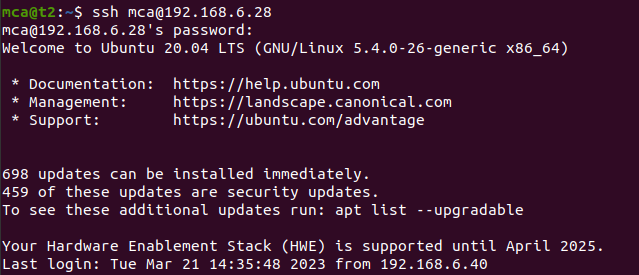 mca@t2:~$ ssh mca@192.168.6.28
mca@192.168.6.28's password:
Welcome to Ubuntu 20.04 LTS (GNU/Linux 5.4.0-26-generic x86_64)
* Documentation:  https://help.ubuntu.com
* Management:     https://landscape.canonical.com
* Support:        https://ubuntu.com/advantage
698 updates can be installed immediately.
459 of these updates are security updates.
To see these additional updates run: apt list --upgradable
Your Hardware Enablement Stack (HWE) is supported until April 2025.
Last login: Tue Mar 21 14:35:48 2023 from 192.168.6.40